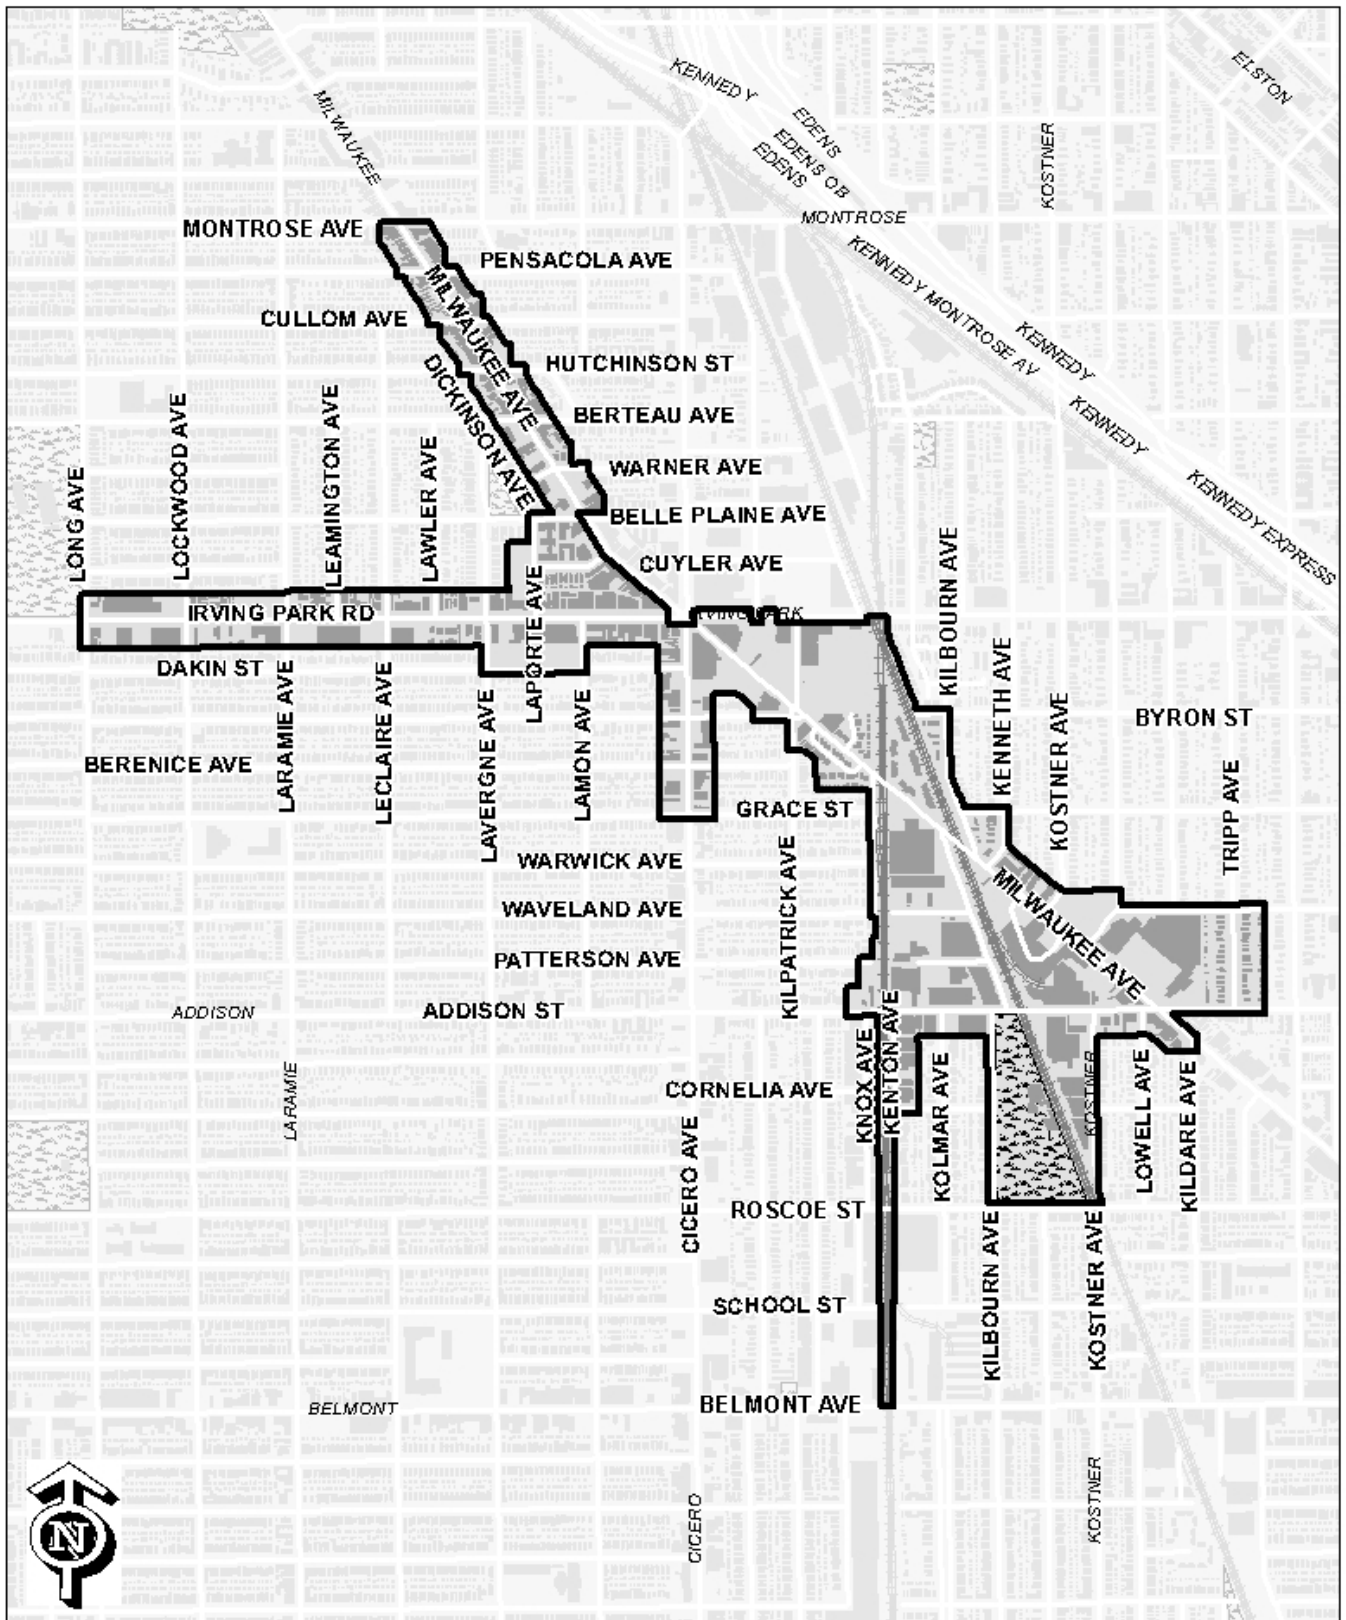 KENNEDY
ELSTON
MILWAUKEE
EDENS
EDENS OB
EDENS
KOSTNER
MONTROSE
MONTROSE AVE
PENSACOLA AVE
KENNEDY MONTROSE AV
KENNEDY
MILWAUKEE AVE
CULLOM AVE
HUTCHINSON ST
DICKINSON AVE
BERTEAU AVE
KENNEDY
LOCKWOOD AVE
LEAMINGTON AVE
LAWLER AVE
LONG AVE
WARNER AVE
KENNEDY EXPRESS
BELLE PLAINE AVE
CUYLER AVE
KILBOURN AVE
IRVING PARK RD
LAPORTE AVE
KENNETH AVE
DAKIN ST
LARAMIE AVE
LECLAIRE AVE
LAVERGNE AVE
LAMON AVE
KOSTNER AVE
BYRON ST
BERENICE AVE
TRIPP AVE
GRACE ST
WARWICK AVE
KILPATRICK AVE
MILWAUKEE AVE
WAVELAND AVE
PATTERSON AVE
ADDISON
ADDISON ST
KNOX AVE
KENTON AVE
LARAMIE
CORNELIA AVE
KOLMAR AVE
KOSTNER
LOWELL AVE
KILDARE AVE
CICERO AVE
ROSCOE ST
KILBOURN AVE
KOSTNER AVE
SCHOOL ST
BELMONT
BELMONT AVE
CICERO
KOSTNER
N